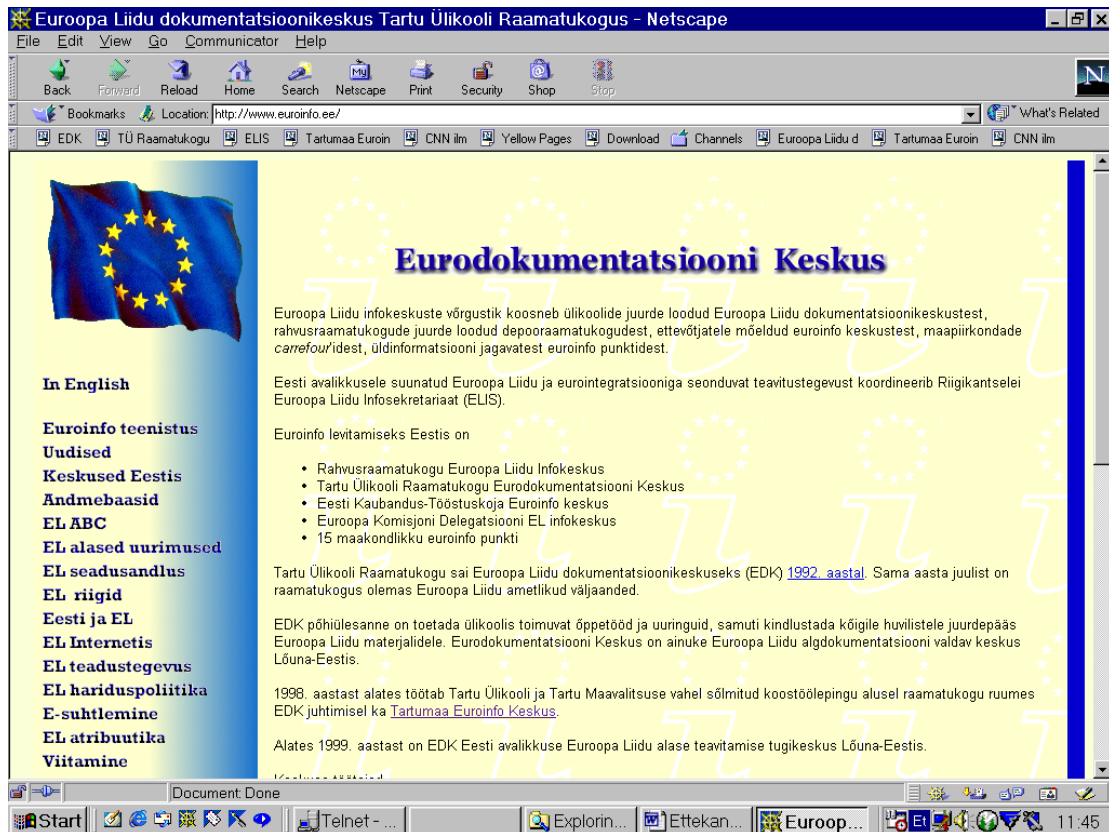 Euroopa Liidu dokumentatsioonikeskus Tartu Ülikooli Raamatukogus - Netscape
File Edit View Go Communicator Help
Back Forward Reload Home Search Netscape Print Security Shop Stop
N
Bookmarks Location: http://www.euroinfo.ee/ What's Related
EDK TÜ Raamatukogu ELIS Tartumaa Euroin CNN ilm Yellow Pages Download Channels Euroopa Liidu d Tartumaa Euroin CNN ilm
Eurodokumentatsiooni Keskus
Euroopa Liidu infokeskuste võrgustik koosneb ülikoolide juurde loodud Euroopa Liidu dokumentatsioonikeskustest,
rahvusraamatukogude juurde loodud depooraamatukogudest, ettevõtjatele mõeldud euroinfo keskustest, maapiirkondade
carrefour'idest, üldinformatsiooni jagavatest euroinfo punktidest.
Eesti avalikkusele suunatud Euroopa Liidu ja eurointegratsiooniga seonduvat teavitustegevust koordineerib Riigikantselei
Euroopa Liidu Infosekretariaat (ELIS).
Euroinfo levitamiseks Eestis on
• Rahvusraamatukogu Euroopa Liidu Infokeskus
• Tartu Ülikooli Raamatukogu Eurodokumentatsiooni Keskus
• Eesti Kaubandus-Tööstuskoja Euroinfo keskus
• Euroopa Komisjoni Delegatsiooni EL infokeskus
• 15 maakondlikku euroinfo punkti
Tartu Ülikooli Raamatukogu sai Euroopa Liidu dokumentatsioonikeskuseks (EDK) 1992. aastal. Sama aasta juulist on
raamatukogus olemas Euroopa Liidu ametlikud väljaanded.
EDK põhiülesanne on toetada ülikoolis toimuvat õppetööd ja uuringuid, samuti kindlustada kõigile huvilistele juurdepääs
Euroopa Liidu materjalidele. Eurodokumentatsiooni Keskus on ainuke Euroopa Liidu algdokumentatsiooni valdav keskus
Lõuna-Eestis.
1998. aastast alates töötab Tartu Ülikooli ja Tartu Maavalitsuse vahel sõlmitud koostöölepingu alusel raamatukogu ruumes
EDK juhtimisel ka Tartumaa Euroinfo Keskus.
Alates 1999. aastast on EDK Eesti avalikkuse Euroopa Liidu alase teavitamise tugikeskus Lõuna-Eestis.
In English
Euroinfo teenistus
Uudised
Keskused Eestis
Andmebaasid
EL ABC
EL alased uurimused
EL seadusandlus
EL riigid
Eesti ja EL
EL Internetis
EL teadustegevus
EL hariduspoliitika
E-suhtlemine
EL atribuutika
Viitamine
Document: Done
Start Telnet - ... Explorin... Ettekan... Europ... Et 11:45